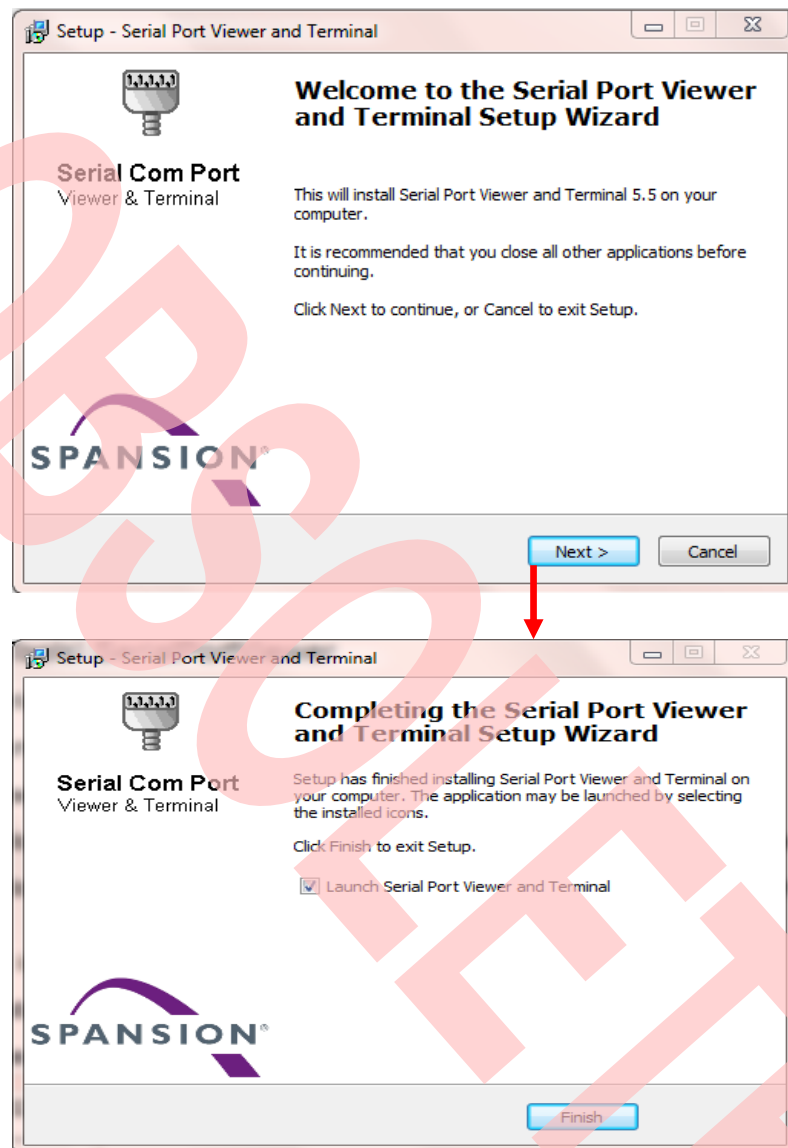 Setup - Serial Port Viewer and Terminal
Serial Com Port
Viewer & Terminal
Welcome to the Serial Port Viewer
and Terminal Setup Wizard
This will install Serial Port Viewer and Terminal 5.5 on your
computer.
It is recommended that you close all other applications before
continuing.
Click Next to continue, or Cancel to exit Setup.
SPANSION®
Next >
Cancel
Setup - Serial Port Viewer and Terminal
Serial Com Port
Viewer & Terminal
Completing the Serial Port Viewer
and Terminal Setup Wizard
Setup has finished installing Serial Port Viewer and Terminal on
your computer. The application may be launched by selecting
the installed icons.
Click Finish to exit Setup.
Launch Serial Port Viewer and Terminal
SPANSION®
Finish
OBSOLETE